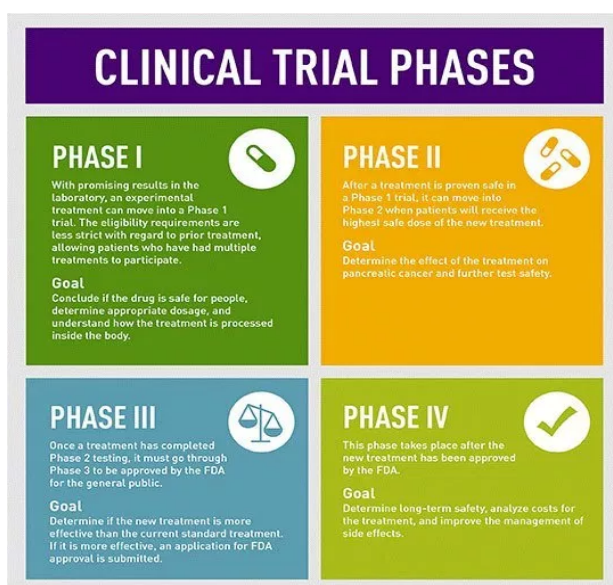 CLINICAL TRIAL PHASES
PHASE I
With promising results in the
laboratory, an experimental
treatment can move into a Phase 1
trial. The eligibility requirements are
less strict with regard to prior treatment,
allowing patients who have had multiple
treatments to participate.
Goal
Conclude if the drug is safe for people,
determine appropriate dosage, and
understand how the treatment is processed
inside the body.
PHASE II
After a treatment is proven safe in
a Phase 1 trial, it can move into
Phase 2 when patients will receive the
highest safe dose of the new treatment.
Goal
Determine the effect of the treatment on
pancreatic cancer and further test safety.
PHASE III
Once a treatment has completed
Phase 2 testing, it must go through
Phase 3 to be approved by the FDA
for the general public.
Goal
Determine if the new treatment is more
effective than the current standard treatment.
If it is more effective, an application for FDA
approval is submitted.
PHASE IV
This phase takes place after the
new treatment has been approved
by the FDA.
Goal
Determine long-term safety, analyze costs for
the treatment, and improve the management of
side effects.